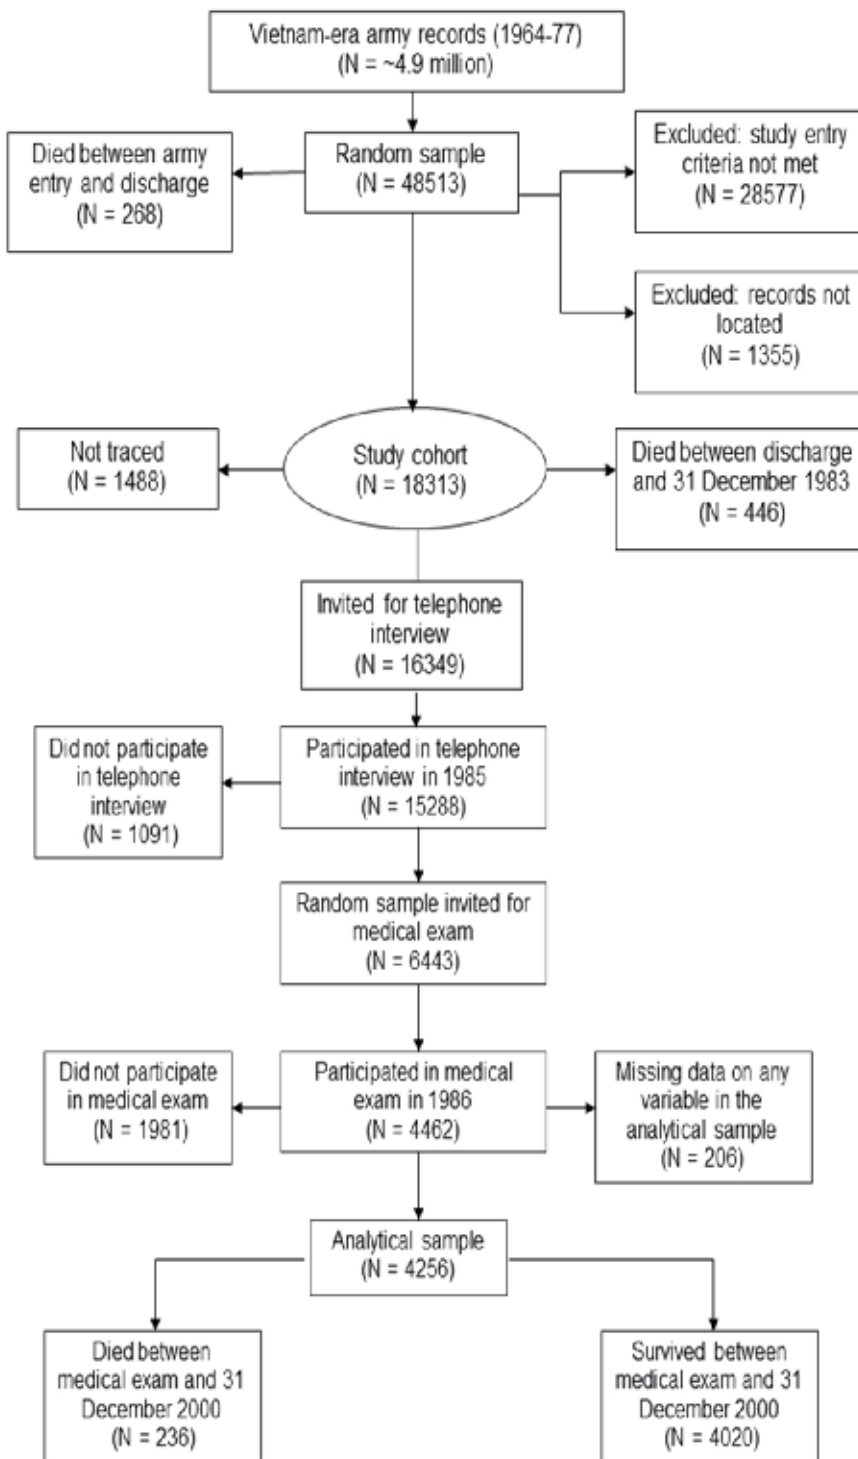 Vietnam-era army records (1964-77)
(N = ~4.9 million)
Died between army
entry and discharge
(N = 268)
Random sample
(N = 48513)
Excluded: study entry
criteria not met
(N = 28577)
Excluded: records not
located
(N = 1355)
Not traced
(N = 1488)
Study cohort
(N = 18313)
Died between discharge
and 31 December 1983
(N = 446)
Invited for telephone
interview
(N = 16349)
Did not participate
in telephone
interview
(N = 1091)
Participated in telephone
interview in 1985
(N = 15288)
Random sample invited for
medical exam
(N = 6443)
Did not participate
in medical exam
(N = 1981)
Participated in medical
exam in 1986
(N = 4462)
Missing data on any
variable in the
analytical sample
(N = 206)
Analytical sample
(N = 4256)
Died between
medical exam and 31
December 2000
(N = 236)
Survived between
medical exam and 31
December 2000
(N = 4020)